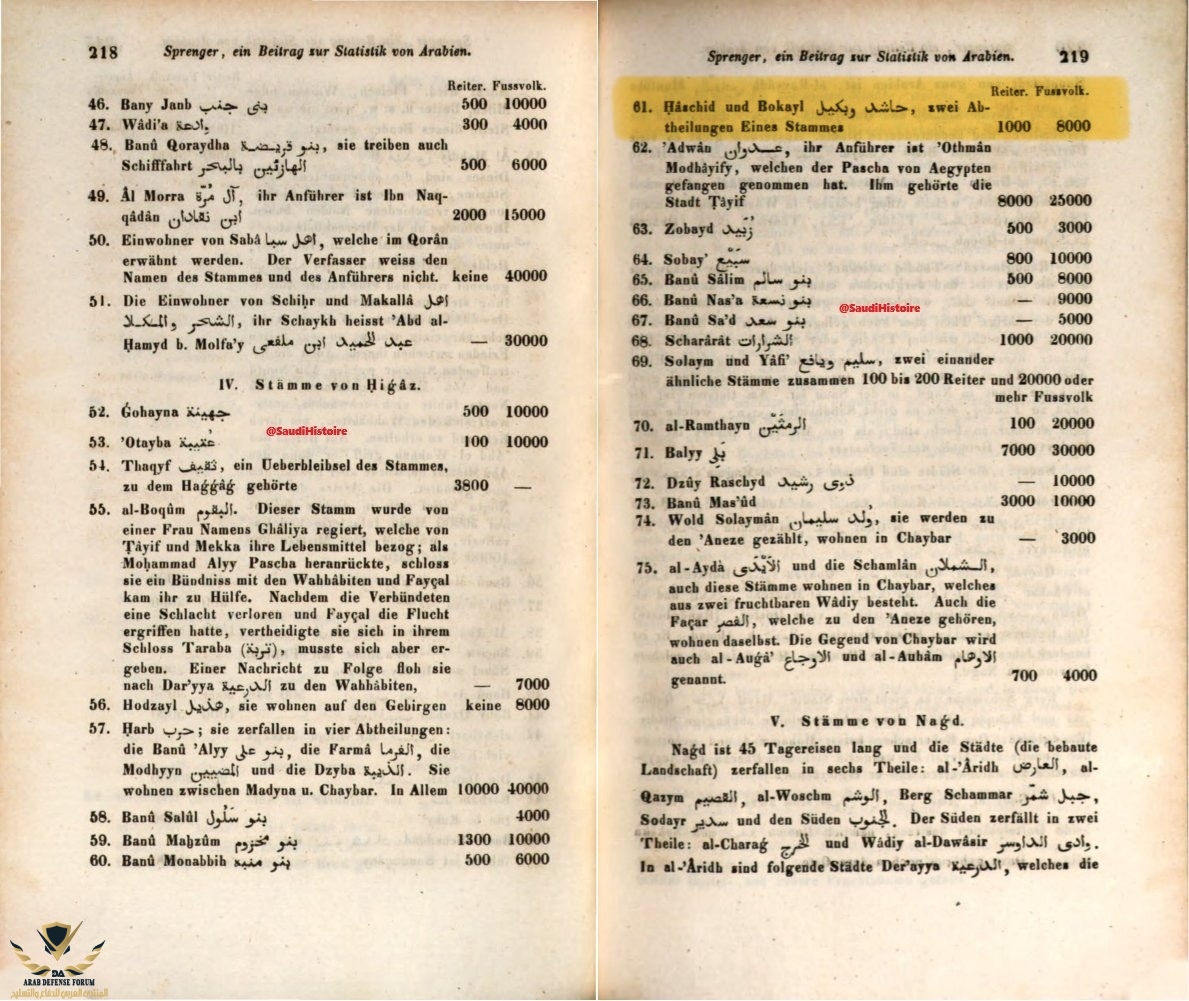 218 Sprenger, ein Beitrag zur Statistik von Arabien.
Reiter. Fussvolk.
46. Bany Janb بنى جنب 500 10000
47. Wâdi'a وادعة 300 4000
48. Banû Qoraydha بنو قريضة, sie treiben auch
Schifffahrt الهازئين بالبحر 500 6000
49. Âl Morra آل مُرّة, ihr Anführer ist Ibn Naq-
qâdân ابن نقادان 2000 15000
50. Einwohner von Sabâ اهل سبا, welche im Qorân
erwähnt werden. Der Verfasser weiss den
Namen des Stammes und des Anführers nicht. keine 40000
51. Die Einwohner von Schiḥr und Makallâ اهل
الشحر والمكلا, ihr Schaykh heisst 'Abd al-
Ḥamyd b. Molfa'y عبد الحميد ابن ملفعى — 30000
IV. Stämme von Ḥiǵâz.
52. Ǵohayna جهينة 500 10000
@SaudiHistoire
53. 'Otayba عُتيبة 100 10000
54. Thaqyf ثقيف, ein Ueberbleibsel des Stammes,
zu dem Haǵǵâǵ gehörte 3800 —
55. al-Boqûm البقوم. Dieser Stamm wurde von
einer Frau Namens Ghâliya regiert, welche von
Ṭâyif und Mekka ihre Lebensmittel bezog; als
Moḥammad Alyy Pascha heranrückte, schloss
sie ein Bündniss mit den Wahhâbiten und Fayçal
kam ihr zu Hülfe. Nachdem die Verbündeten
eine Schlacht verloren und Fayçal die Flucht
ergriffen hatte, vertheidigte sie sich in ihrem
Schloss Taraba (تربة), musste sich aber er-
geben. Einer Nachricht zu Folge floh sie
nach Dar'yya الدرعية zu den Wahhâbiten, — 7000
56. Hodzayl هذيل, sie wohnen auf den Gebirgen keine 8000
57. Ḥarb حرب; sie zerfallen in vier Abtheilungen:
die Banû 'Alyy بنو على, die Farmâ الفرما, die
Modhyyn المضيين und die Dzyba الذيبة. Sie
wohnen zwischen Madyna u. Chaybar. In Allem 10000 40000
58. Banû Salûl بنو سَلُول 4000
59. Banû Maḫzûm بنو مخزوم 1300 10000
60. Banû Monabbih بنو منبه 500 6000
DA
ARAB DEFENSE FORUM
المنتدى العربي للدفاع والتسليح
Sprenger, ein Beitrag zur Statistik von Arabien. 219
Reiter. Fussvolk.
61. Ḥâschid und Bokayl حاشد وبكيل, zwei Ab-
theilungen Eines Stammes 1000 8000
62. 'Adwân عدوان, ihr Anführer ist 'Othmân
Modhâyify, welchen der Pascha von Aegypten
gefangen genommen hat. Ihm gehörte die
Stadt Ṭâyif 8000 25000
63. Zobayd زُبَيد 500 3000
64. Sobay' سُبَيْع 800 10000
65. Banû Sâlim بنو سالم 500 8000
66. Banû Nas'a بنو نسعة — 9000
@SaudiHistoire
67. Banû Sa'd بنو سعد — 5000
68. Scharârât الشرارات 1000 20000
69. Solaym und Yâfi' سليم ويافع, zwei einander
ähnliche Stämme zusammen 100 bis 200 Reiter und 20000 oder
mehr Fussvolk
70. al-Ramthayn الرمثَيْن 100 20000
71. Balyy بَلِي 7000 30000
72. Dzûy Raschyd ذوى رشيد — 10000
73. Banû Mas'ûd 3000 10000
74. Wold Solaymân ولد سليمان, sie werden zu
den 'Aneze gezählt, wohnen in Chaybar — 3000
75. al-Aydà الأَيْدَى und die Schamlân الشملان,
auch diese Stämme wohnen in Chaybar, welches
aus zwei fruchtbaren Wâdiy besteht. Auch die
Façar الفصر, welche zu den 'Aneze gehören,
wohnen daselbst. Die Gegend von Chaybar wird
auch al-Auǵâ' الاوجاع und al-Auhâm الاوهام
genannt. 700 4000
V. Stämme von Naǵd.
Naǵd ist 45 Tagereisen lang und die Städte (die bebaute
Landschaft) zerfallen in sechs Theile: al-'Âridh العارض, al-
Qazym القصيم, al-Woschm الوشم, Berg Schammar جبل شمّر,
Sodayr سدير und den Süden الجنوب. Der Süden zerfällt in zwei
Theile: al-Charaǵ الخرج und Wâdiy al-Dawâsir وادى الداوسر.
In al-'Âridh sind folgende Städte Der'ayya الدرعية, welches die